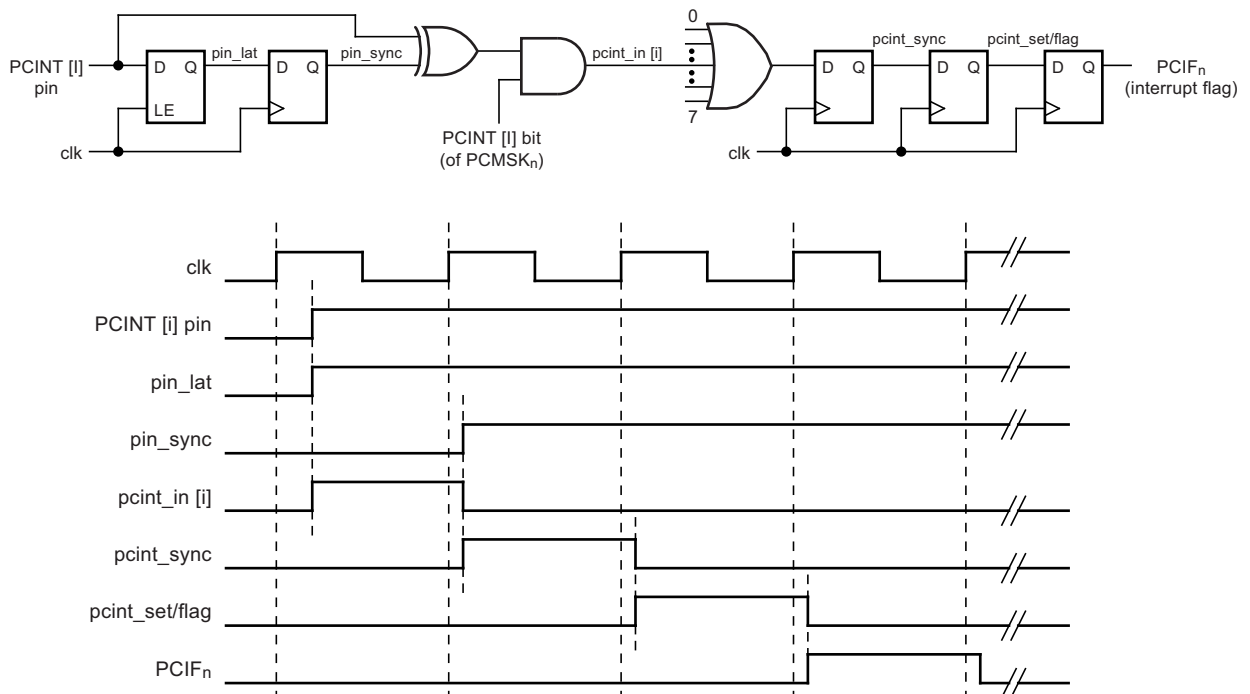 0
pin_lat
pin_sync
pcint_in [i]
pcint_sync
pcint_set/flag
PCINT [I]
pin
D Q
LE
D Q
D Q
D Q
D Q
PCIFn
(interrupt flag)
7
clk
PCINT [I] bit
(of PCMSKn)
clk
clk
PCINT [i] pin
pin_lat
pin_sync
pcint_in [i]
pcint_sync
pcint_set/flag
PCIFn